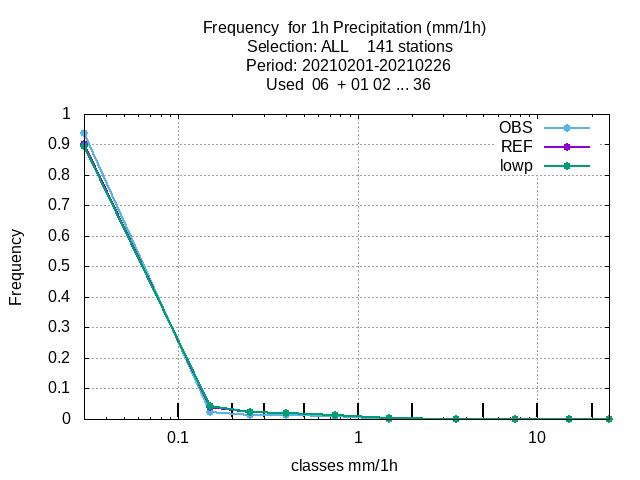 Frequency  for 1h Precipitation (mm/1h)
Selection: ALL    141 stations
Period: 20210201-20210226
Used  06  + 01 02 ... 36
1
0.9
0.8
0.7
0.6
0.5
0.4
0.3
0.2
0.1
0
Frequency
OBS
REF
lowp
0.1 1 10
classes mm/1h